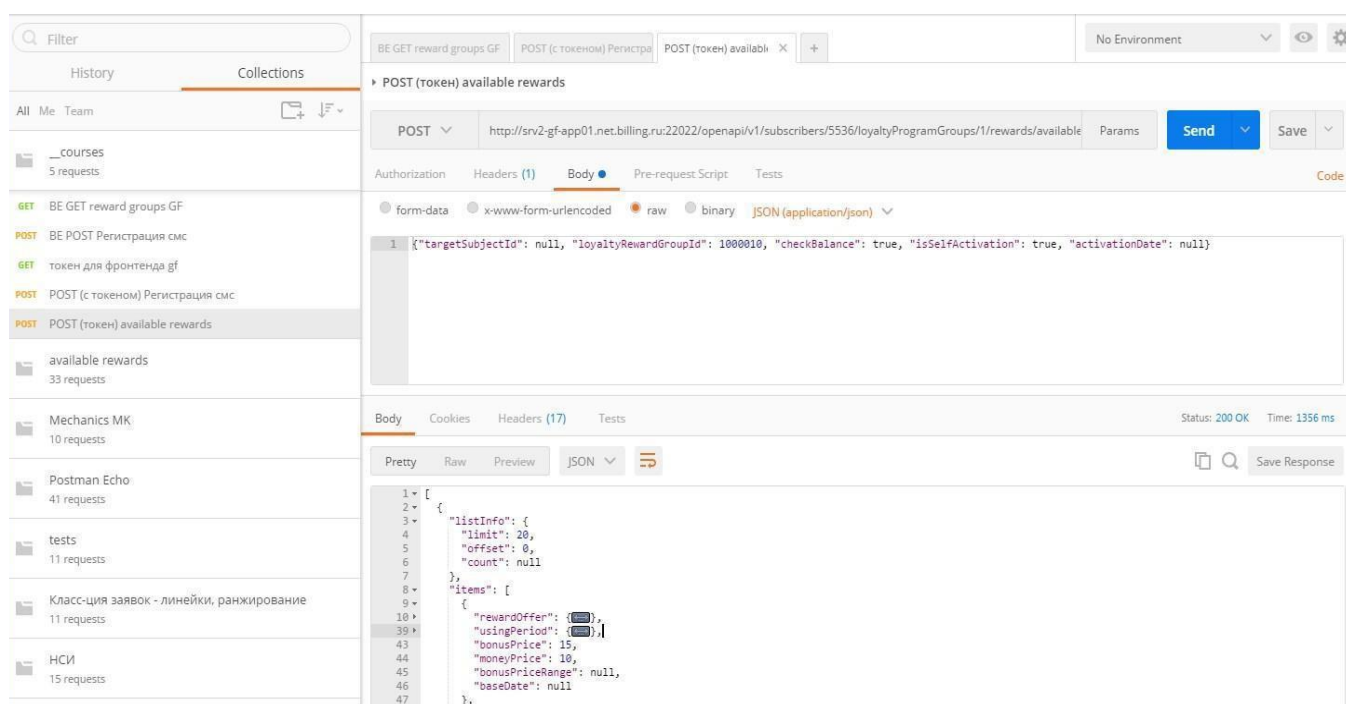 Filter
History Collections
All Me Team
__courses
5 requests
GET BE GET reward groups GF
POST BE POST Регистрация смс
GET токен для фронтенда gf
POST POST (с токеном) Регистрация смс
POST POST (токен) available rewards
available rewards
33 requests
Mechanics MK
10 requests
Postman Echo
41 requests
tests
11 requests
Класс-ция заявок - линейки, ранжирование
11 requests
НСИ
15 requests
BE GET reward groups GF POST (с токеном) Регистра POST (токен) availabl × +
No Environment
POST (токен) available rewards
POST http://srv2-gf-app01.net.billing.ru:22022/openapi/v1/subscribers/5536/loyaltyProgramGroups/1/rewards/available Params Send Save
Authorization Headers (1) Body Pre-request Script Tests Code
form-data x-www-form-urlencoded raw binary JSON (application/json)
1 {"targetSubjectId": null, "loyaltyRewardGroupId": 1000010, "checkBalance": true, "isSelfActivation": true, "activationDate": null}
Body Cookies Headers (17) Tests Status: 200 OK Time: 1356 ms
Pretty Raw Preview JSON Save Response
1 [
2 {
3 "listInfo": {
4 "limit": 20,
5 "offset": 0,
6 "count": null
7 },
8 "items": [
9 {
10 "rewardOffer": {},
39 "usingPeriod": {},
43 "bonusPrice": 15,
44 "moneyPrice": 10,
45 "bonusPriceRange": null,
46 "baseDate": null
47 },